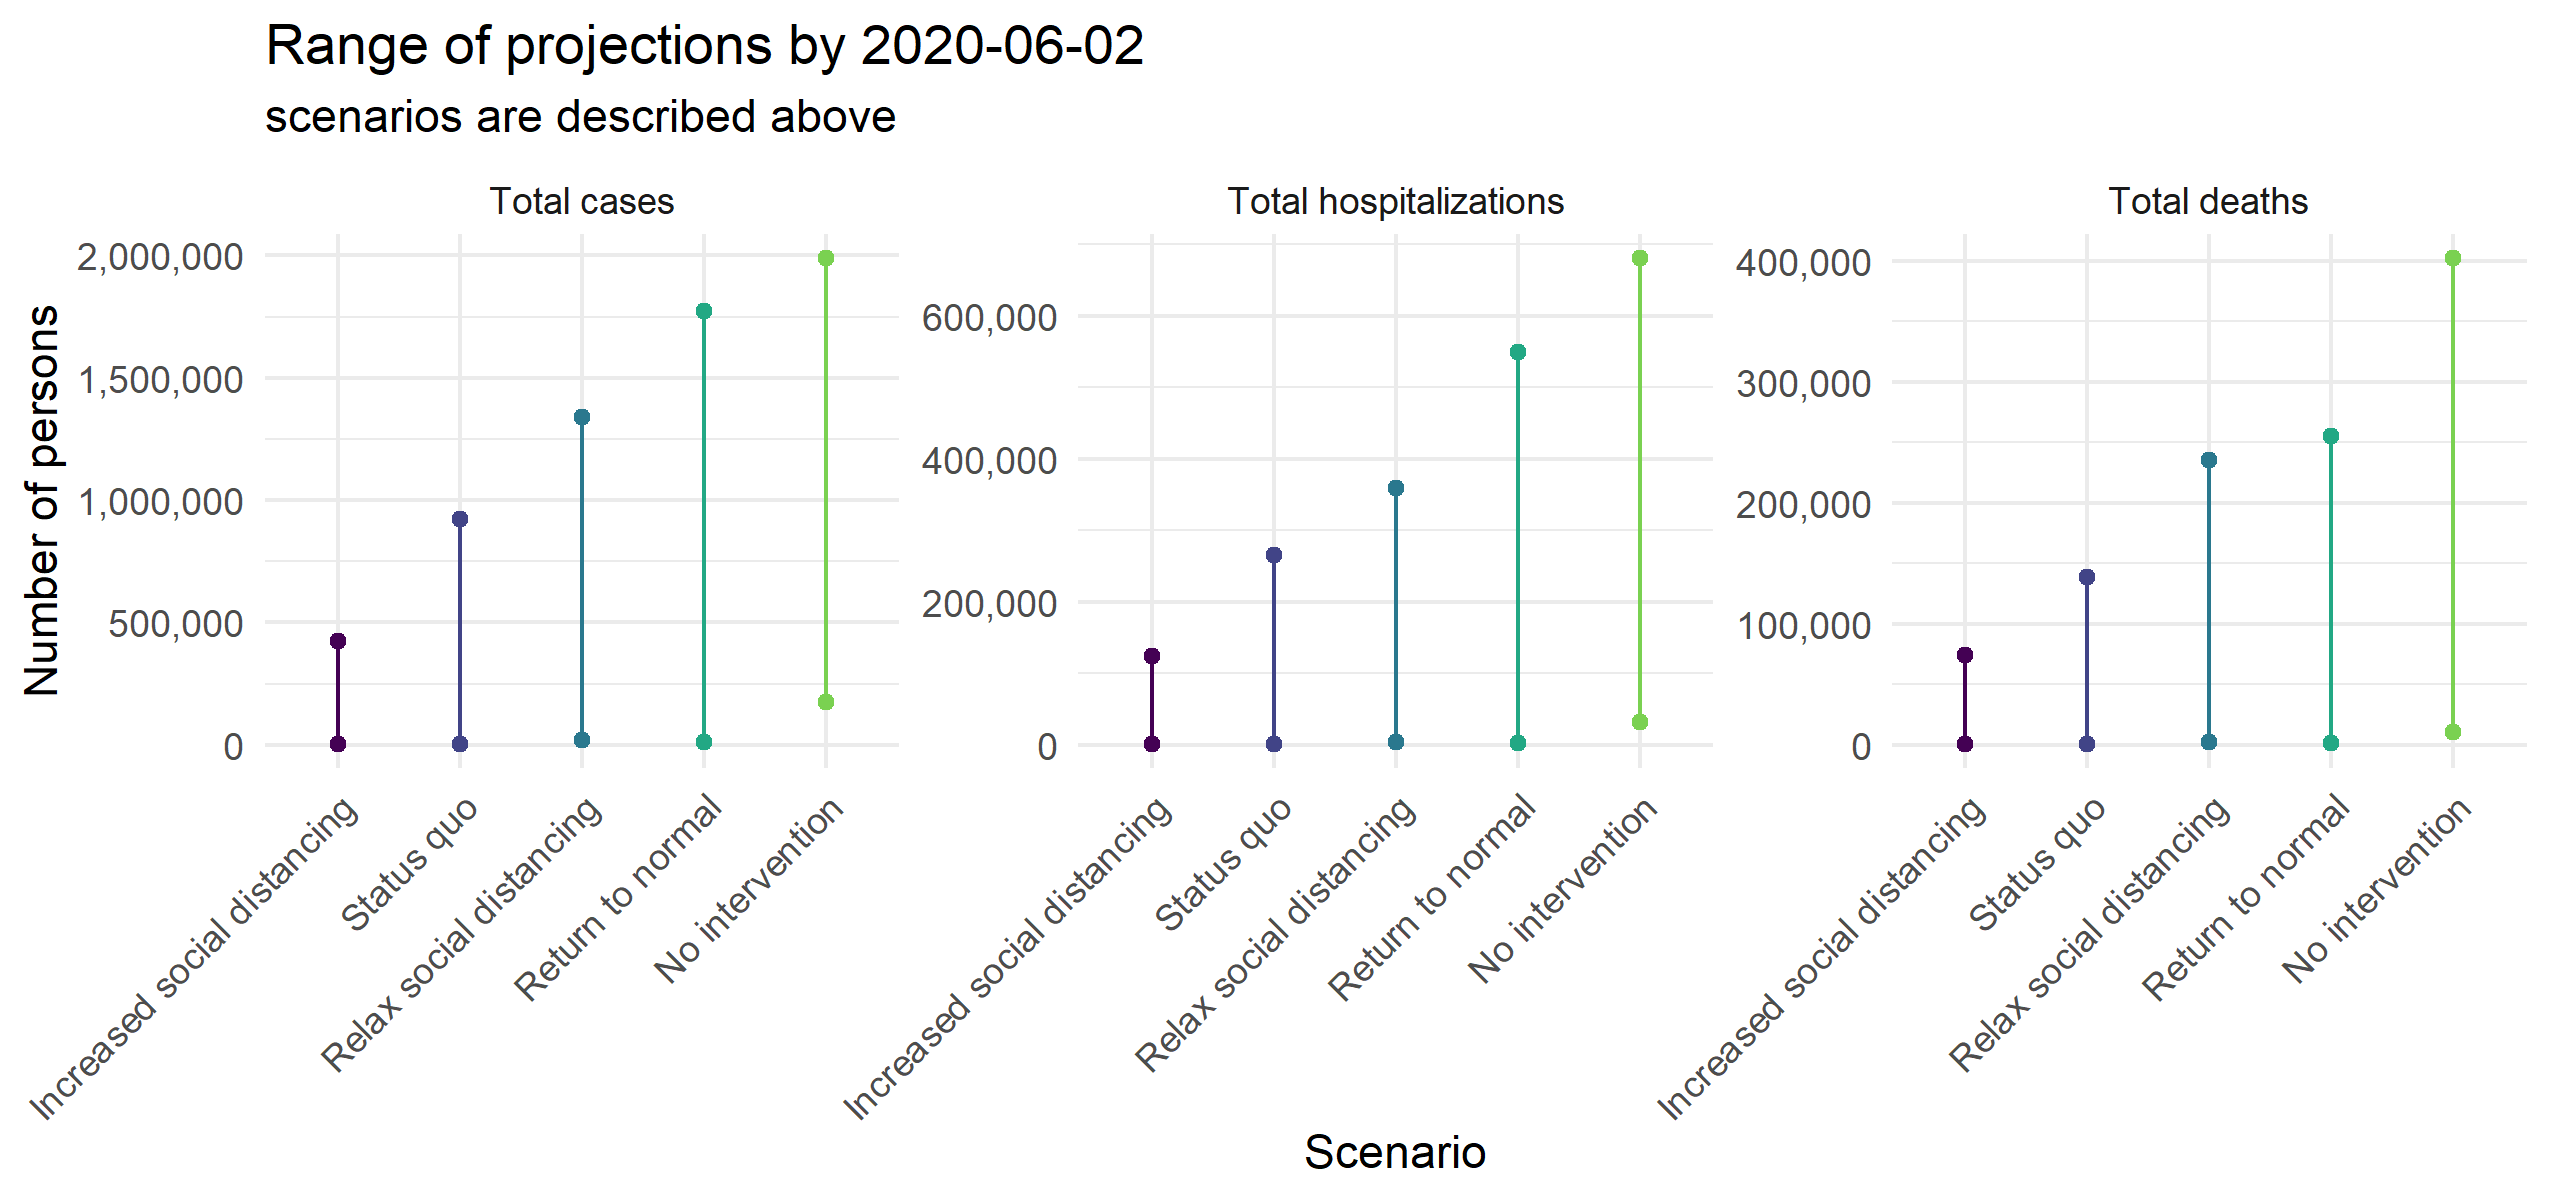 Range of projections by 2020-06-02
scenarios are described above
Total cases
Total hospitalizations
Total deaths
Number of persons
2,000,000
1,500,000
1,000,000
500,000
0
600,000
400,000
200,000
0
400,000
300,000
200,000
100,000
0
Increased social distancing
Status quo
Relax social distancing
Return to normal
No intervention
Increased social distancing
Status quo
Relax social distancing
Return to normal
No intervention
Increased social distancing
Status quo
Relax social distancing
Return to normal
No intervention
Scenario